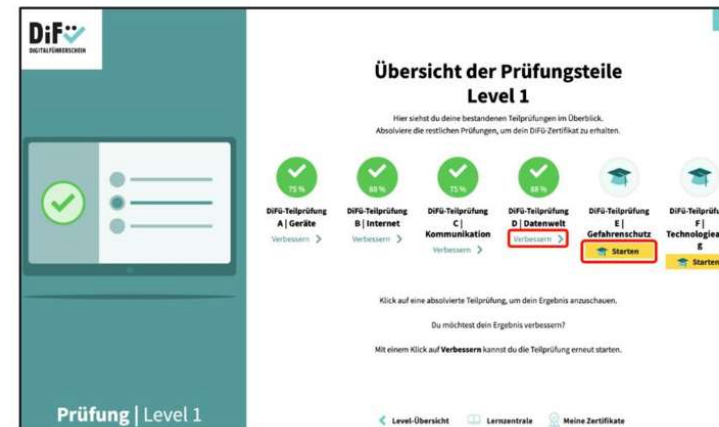 DiFü
DIGITALFÜHRERSCHEIN
Übersicht der Prüfungsteile
Level 1
Hier siehst du deine bestandenen Teilprüfungen im Überblick.
Absolviere die restlichen Prüfungen, um dein DiFü-Zertifikat zu erhalten.
75 %
88 %
75 %
88 %
DiFü-Teilprüfung
A | Geräte
Verbessern
DiFü-Teilprüfung
B | Internet
Verbessern
DiFü-Teilprüfung
C |
Kommunikation
Verbessern
DiFü-Teilprüfung
D | Datenwelt
Verbessern
DiFü-Teilprüfung
E |
Gefahrenschutz
Starten
DiFü-Teilprüfu
F |
Technologiea
g
Starten
Klick auf eine absolvierte Teilprüfung, um dein Ergebnis anzuschauen.
Du möchtest dein Ergebnis verbessern?
Mit einem Klick auf Verbessern kannst du die Teilprüfung erneut starten.
Prüfung | Level 1
Level-Übersicht
Lernzentrale
Meine Zertifikate